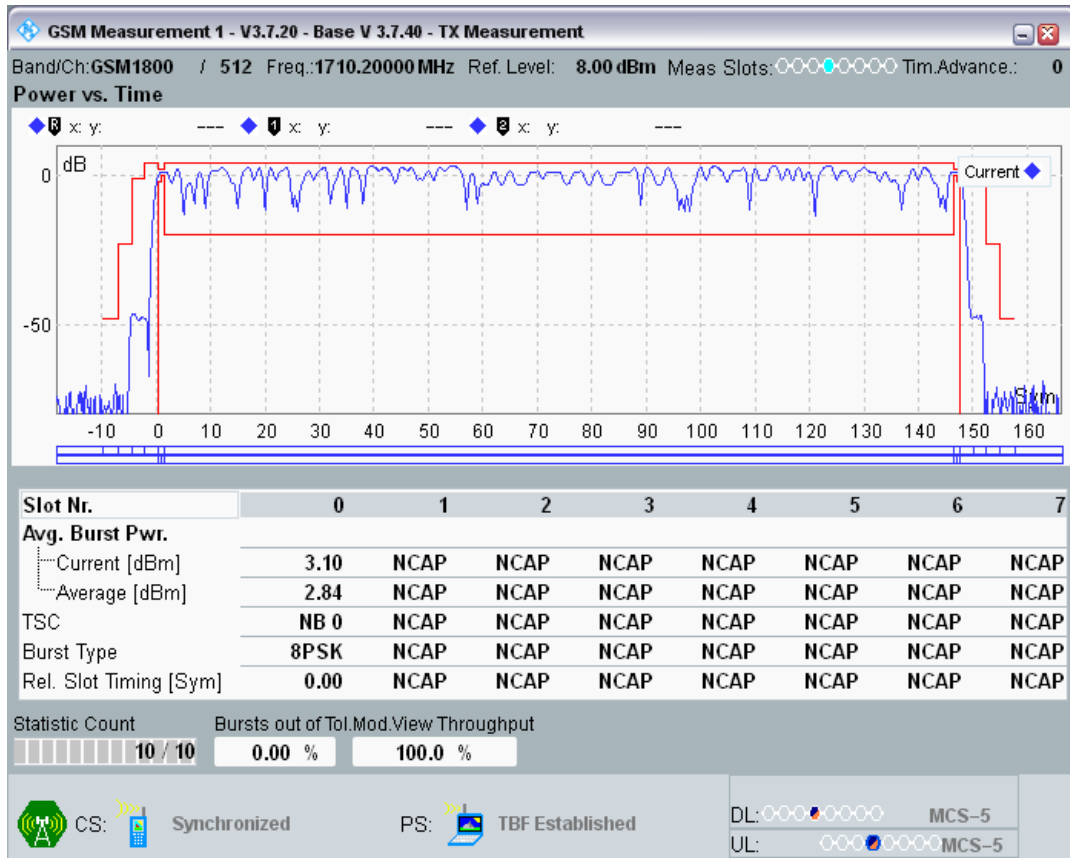 GSM Measurement 1 - V3.7.20 - Base V 3.7.40 - TX Measurement
Band/Ch:GSM1800 / 512 Freq.:1710.20000 MHz Ref. Level: 8.00 dBm Meas Slots: Tim.Advance.: 0
Power vs. Time
R x: y: --- 1 x: y: --- 2 x: y: ---
dB
Current
0
-50
Sym
-10 0 10 20 30 40 50 60 70 80 90 100 110 120 130 140 150 160
Slot Nr. 0 1 2 3 4 5 6 7
Avg. Burst Pwr.
Current [dBm] 3.10 NCAP NCAP NCAP NCAP NCAP NCAP NCAP
Average [dBm] 2.84 NCAP NCAP NCAP NCAP NCAP NCAP NCAP
TSC NB 0 NCAP NCAP NCAP NCAP NCAP NCAP NCAP
Burst Type 8PSK NCAP NCAP NCAP NCAP NCAP NCAP NCAP
Rel. Slot Timing [Sym] 0.00 NCAP NCAP NCAP NCAP NCAP NCAP NCAP
Statistic Count Bursts out of Tol. Mod.View Throughput
10 / 10 0.00 % 100.0 %
CS: Synchronized PS: TBF Established
DL: MCS-5
UL: MCS-5